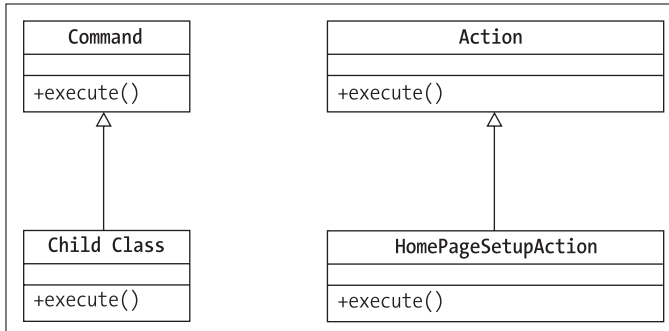 Command
+execute()
Action
+execute()
Child Class
+execute()
HomePageSetupAction
+execute()